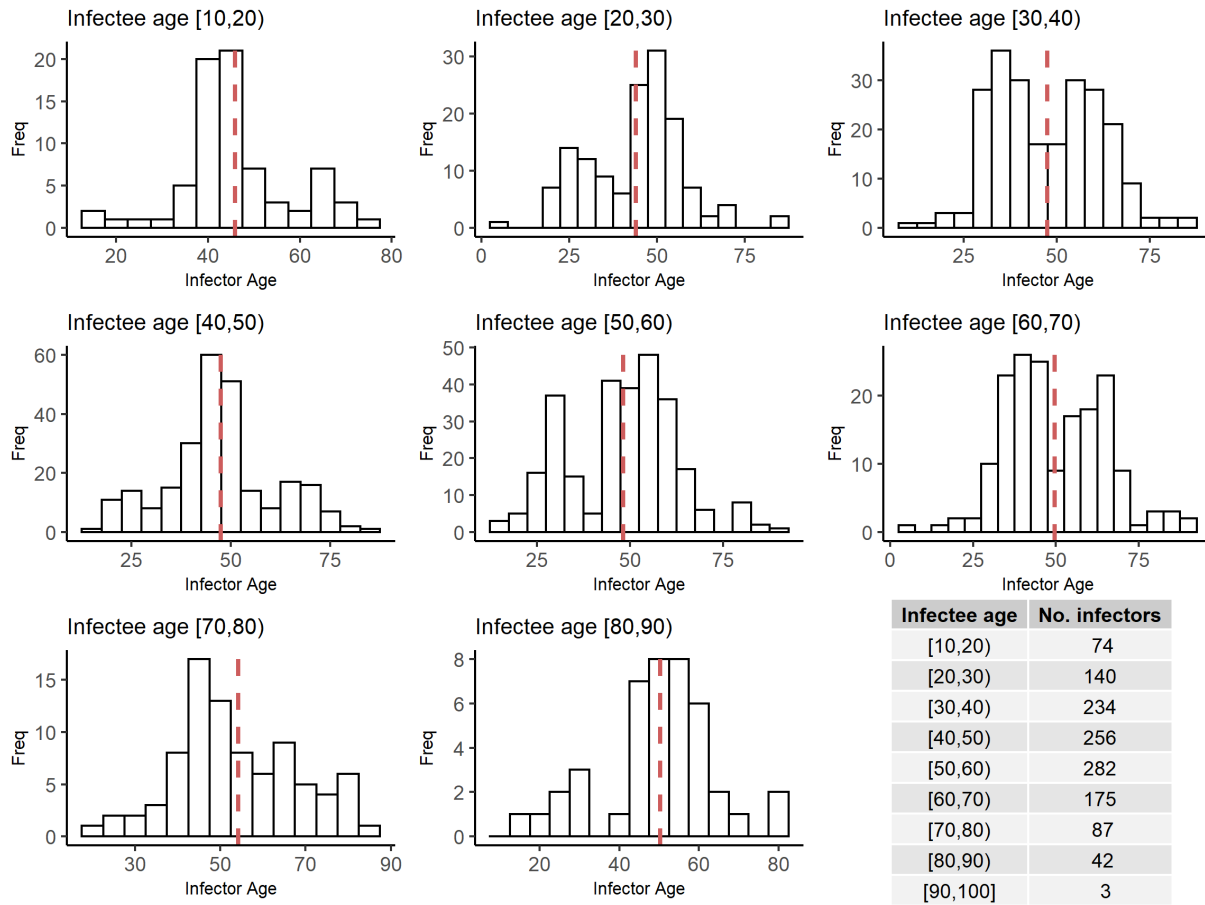 Infectee age [10,20)
Freq
20
15
10
5
0
20
40
60
80
Infector Age
Infectee age [20,30)
Freq
30
20
10
0
0
25
50
75
Infector Age
Infectee age [30,40)
Freq
30
20
10
0
25
50
75
Infector Age
Infectee age [40,50)
Freq
60
40
20
0
25
50
75
Infector Age
Infectee age [50,60)
Freq
50
40
30
20
10
0
25
50
75
Infector Age
Infectee age [60,70)
Freq
20
10
0
0
25
50
75
Infector Age
Infectee age [70,80)
Freq
15
10
5
0
30
50
70
90
Infector Age
Infectee age [80,90)
Freq
8
6
4
2
0
20
40
60
80
Infector Age
Infectee age No. infectors
[10,20) 74
[20,30) 140
[30,40) 234
[40,50) 256
[50,60) 282
[60,70) 175
[70,80) 87
[80,90) 42
[90,100] 3